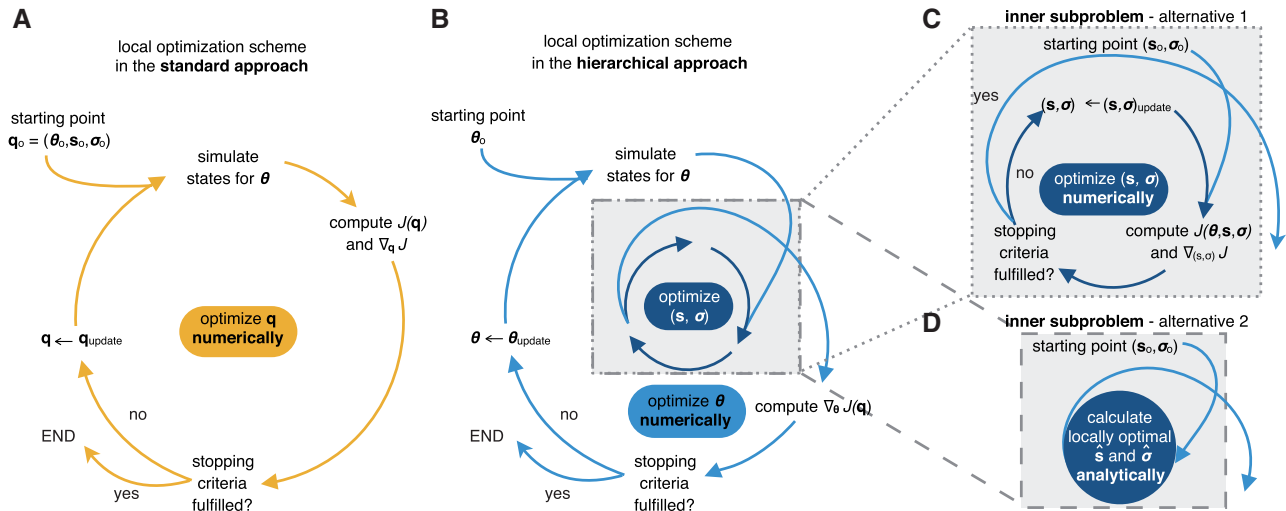 A
local optimization scheme
in the standard approach
starting point
q₀ = (θ₀,s₀,σ₀)
simulate
states for θ
compute J(q)
and ∇q J
optimize q
numerically
q ← qupdate
no
END
yes
stopping
criteria
fulfilled?
B
local optimization scheme
in the hierarchical approach
starting point
θ₀
simulate
states for θ
optimize
(s, σ)
θ ← θupdate
optimize θ
numerically
compute ∇θ J(q)
no
END
yes
stopping
criteria
fulfilled?
C
inner subproblem - alternative 1
starting point (s₀,σ₀)
yes
(s,σ) ← (s,σ)update
no
optimize (s, σ)
numerically
stopping
criteria
fulfilled?
compute J(θ,s,σ)
and ∇(s,σ) J
D
inner subproblem - alternative 2
starting point (s₀,σ₀)
calculate
locally optimal
ŝ and σ̂
analytically